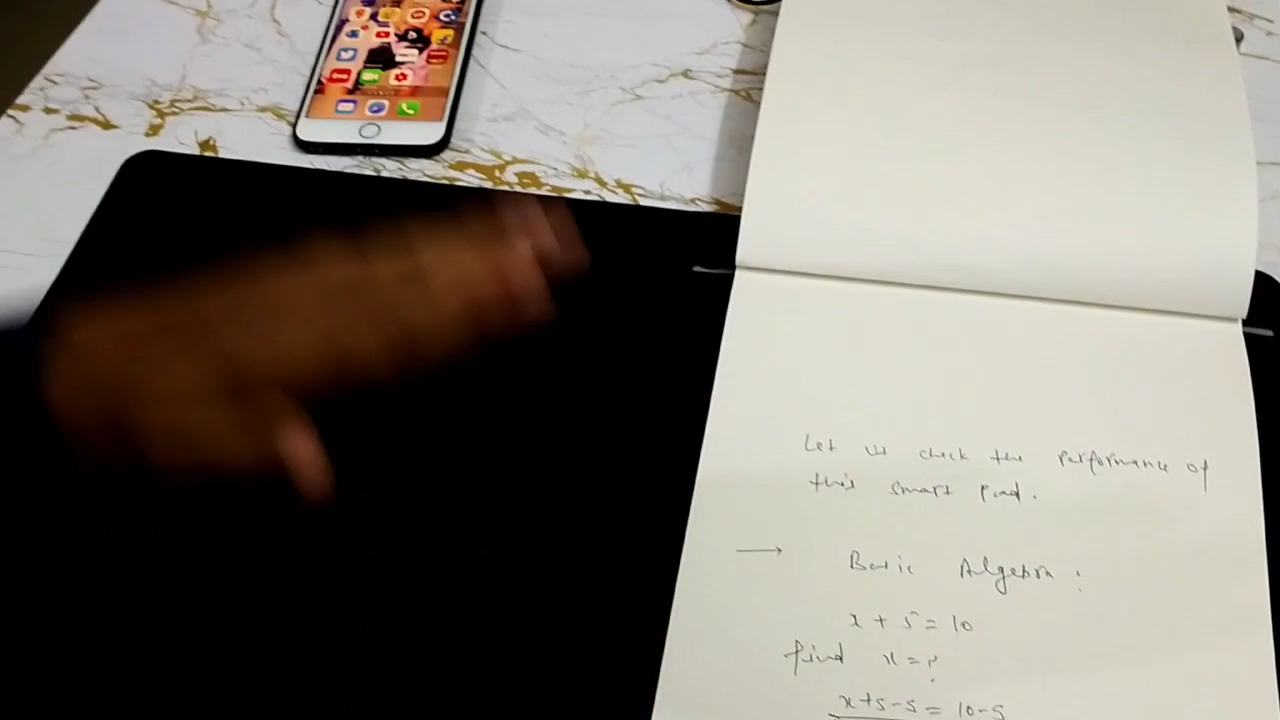 Let us check the performance of
this smart pad.
→ Basic Algebra :
x + 5 = 10
find x = ?
x+5-5 = 10-5